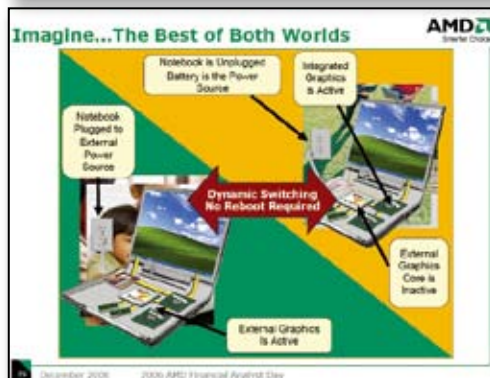 Imagine...The Best of Both Worlds
AMD
Smarter Choice
Notebook is Unplugged
Battery is the Power
Source
Integrated
Graphics
is Active
Notebook
Plugged to
External
Power
Source
Dynamic Switching
No Reboot Required
External
Graphics
Core is
Inactive
External Graphics
Is Active
December 2006
2006 AMD Financial Analyst Day